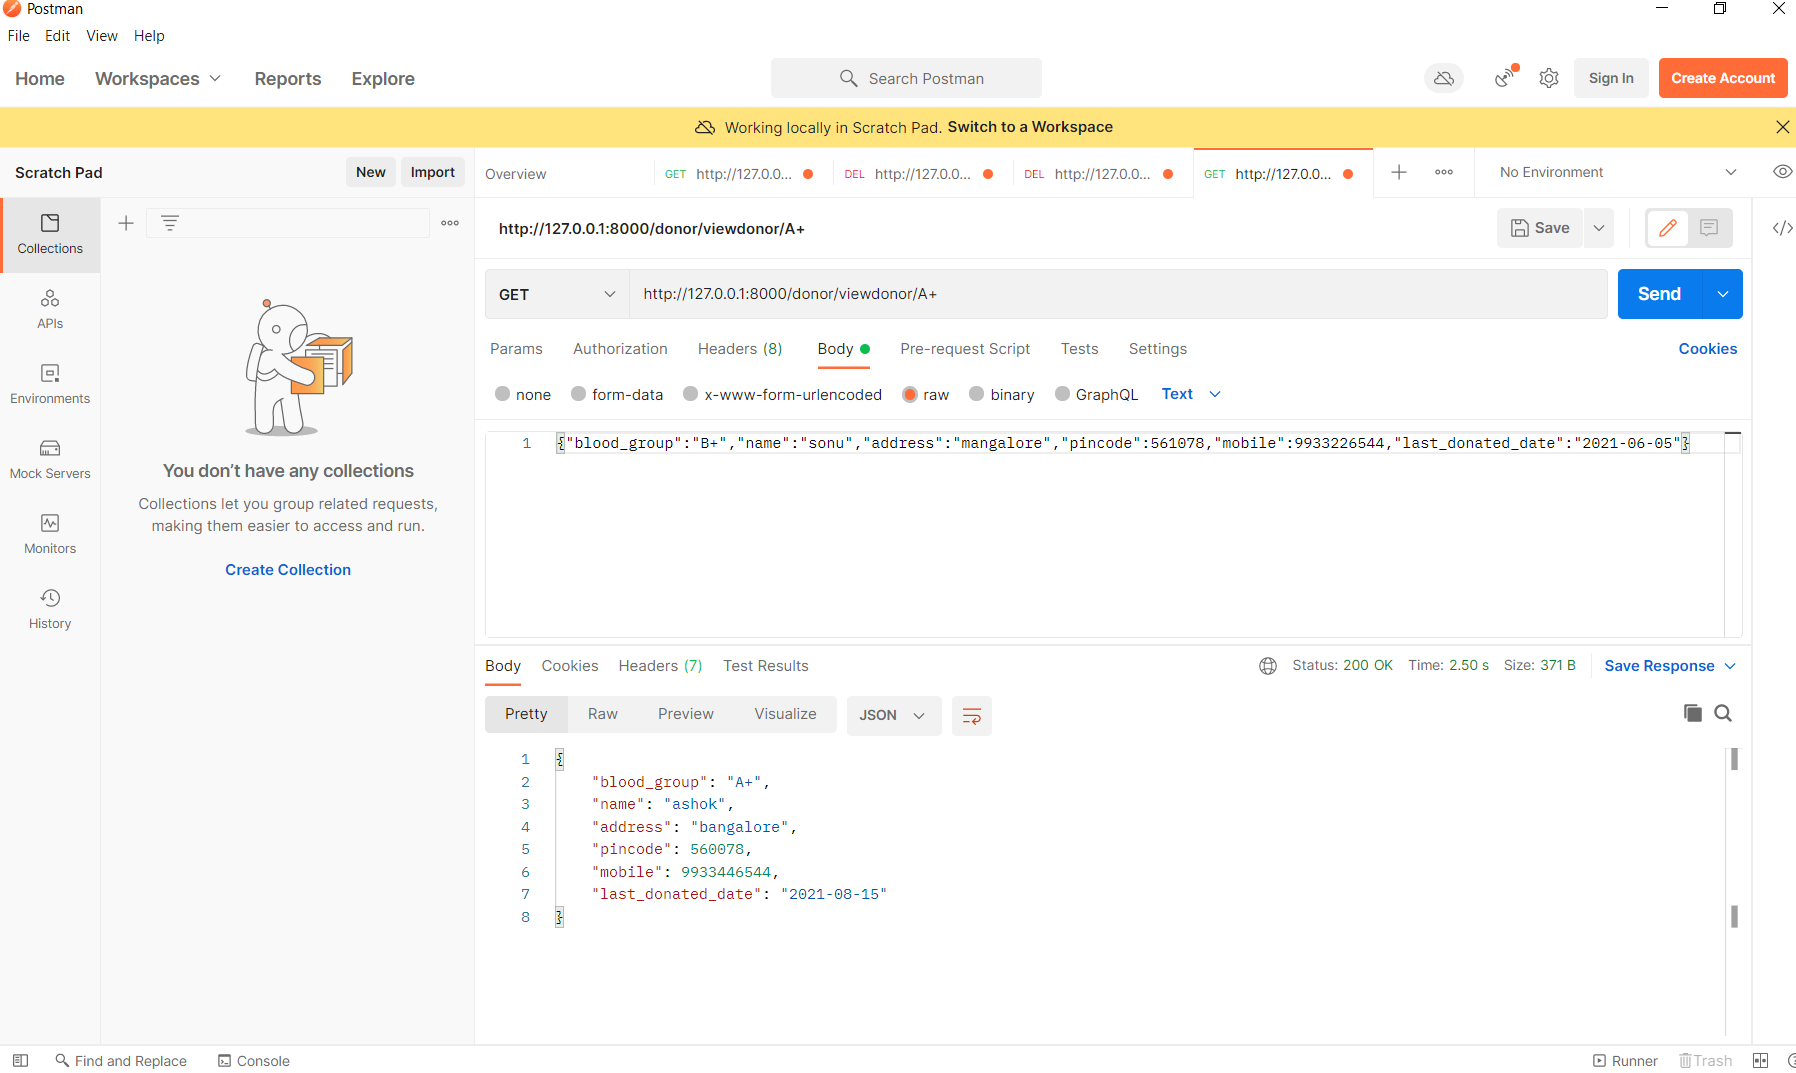 Postman
File Edit View Help
Home Workspaces Reports Explore Search Postman Sign In Create Account
Working locally in Scratch Pad. Switch to a Workspace
Scratch Pad New Import Overview GET http://127.0.0... DEL http://127.0.0... DEL http://127.0.0... GET http://127.0.0... No Environment
Collections
APIs
Environments
Mock Servers
Monitors
History
You don’t have any collections
Collections let you group related requests,
making them easier to access and run.
Create Collection
http://127.0.0.1:8000/donor/viewdonor/A+ Save
GET http://127.0.0.1:8000/donor/viewdonor/A+ Send
Params Authorization Headers (8) Body Pre-request Script Tests Settings Cookies
none form-data x-www-form-urlencoded raw binary GraphQL Text
1 {"blood_group":"B+","name":"sonu","address":"mangalore","pincode":561078,"mobile":9933226544,"last_donated_date":"2021-06-05"}
Body Cookies Headers (7) Test Results Status: 200 OK Time: 2.50 s Size: 371 B Save Response
Pretty Raw Preview Visualize JSON
1 {
2 "blood_group": "A+",
3 "name": "ashok",
4 "address": "bangalore",
5 "pincode": 560078,
6 "mobile": 9933446544,
7 "last_donated_date": "2021-08-15"
8 }
Find and Replace Console Runner Trash